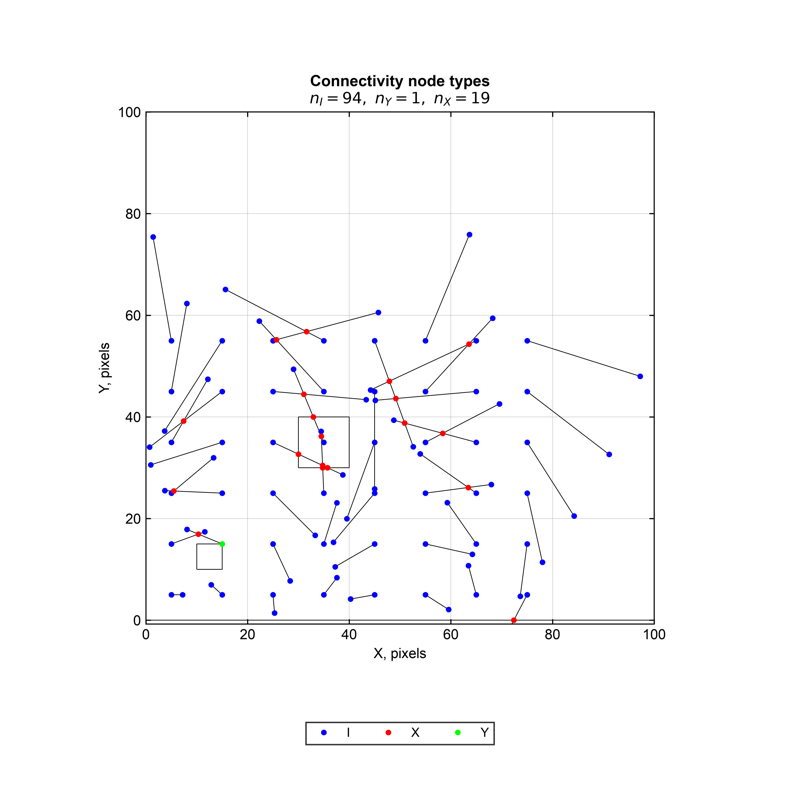 Connectivity node types
n_I = 94, n_Y = 1, n_X = 19
100
80
60
40
20
0
Y, pixels
0 20 40 60 80 100
X, pixels
I X Y